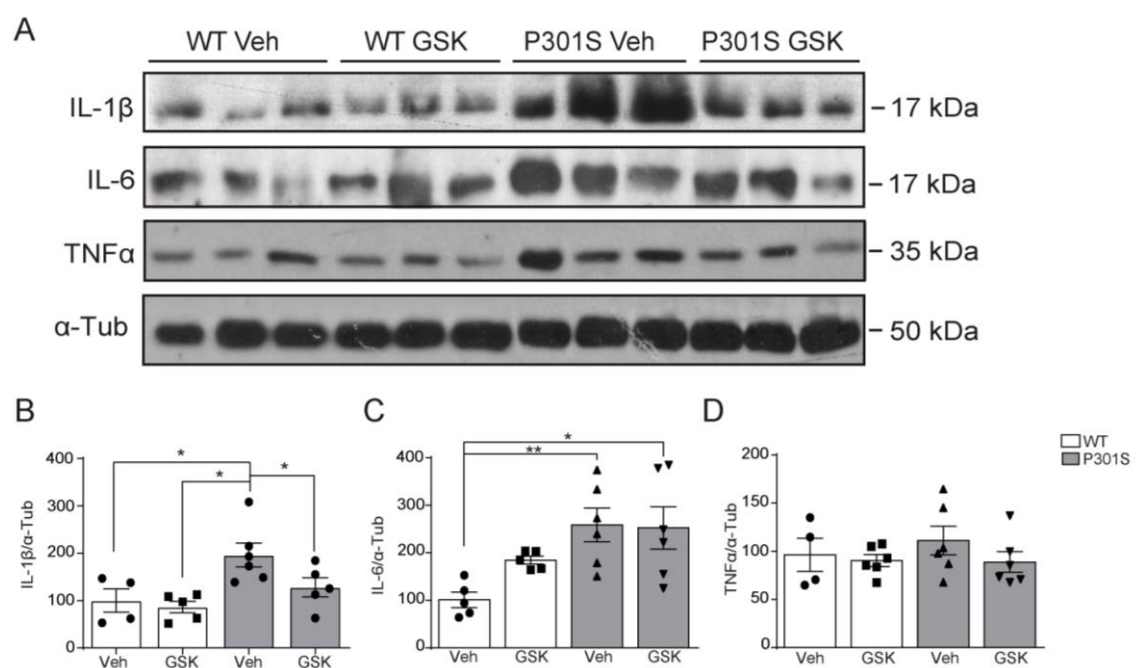 A
WT Veh WT GSK P301S Veh P301S GSK
IL-1β 17 kDa
IL-6 17 kDa
TNFα 35 kDa
α-Tub 50 kDa
B
IL-1β/α-Tub
400
300
200
100
0
* * *
Veh GSK Veh GSK
C
IL-6/α-Tub
400
300
200
100
0
*
**
Veh GSK Veh GSK
D
TNFα/α-Tub
200
150
100
50
0
Veh GSK Veh GSK
WT
P301S